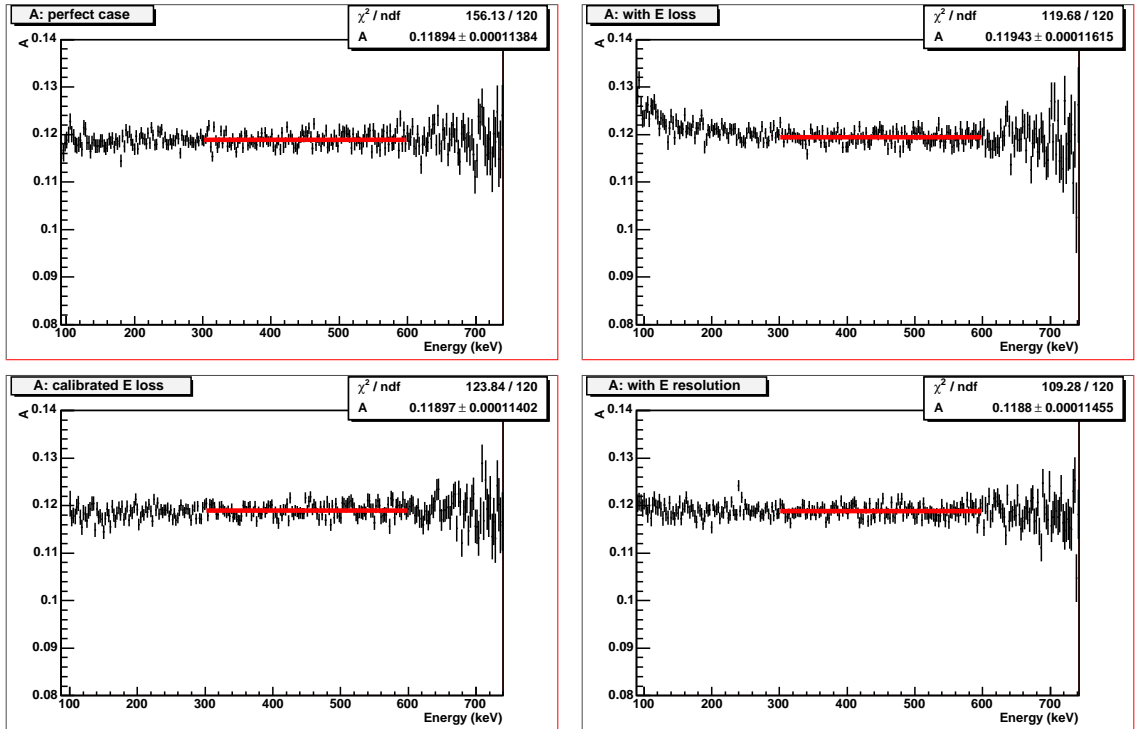 A: perfect case
χ² / ndf 156.13 / 120
A 0.11894 ± 0.00011384
A
0.14
0.13
0.12
0.11
0.1
0.09
0.08
100 200 300 400 500 600 700
Energy (keV)
A: with E loss
χ² / ndf 119.68 / 120
A 0.11943 ± 0.00011615
A
0.14
0.13
0.12
0.11
0.1
0.09
0.08
100 200 300 400 500 600 700
Energy (keV)
A: calibrated E loss
χ² / ndf 123.84 / 120
A 0.11897 ± 0.00011402
A
0.14
0.13
0.12
0.11
0.1
0.09
0.08
100 200 300 400 500 600 700
Energy (keV)
A: with E resolution
χ² / ndf 109.28 / 120
A 0.1188 ± 0.00011455
A
0.14
0.13
0.12
0.11
0.1
0.09
0.08
100 200 300 400 500 600 700
Energy (keV)